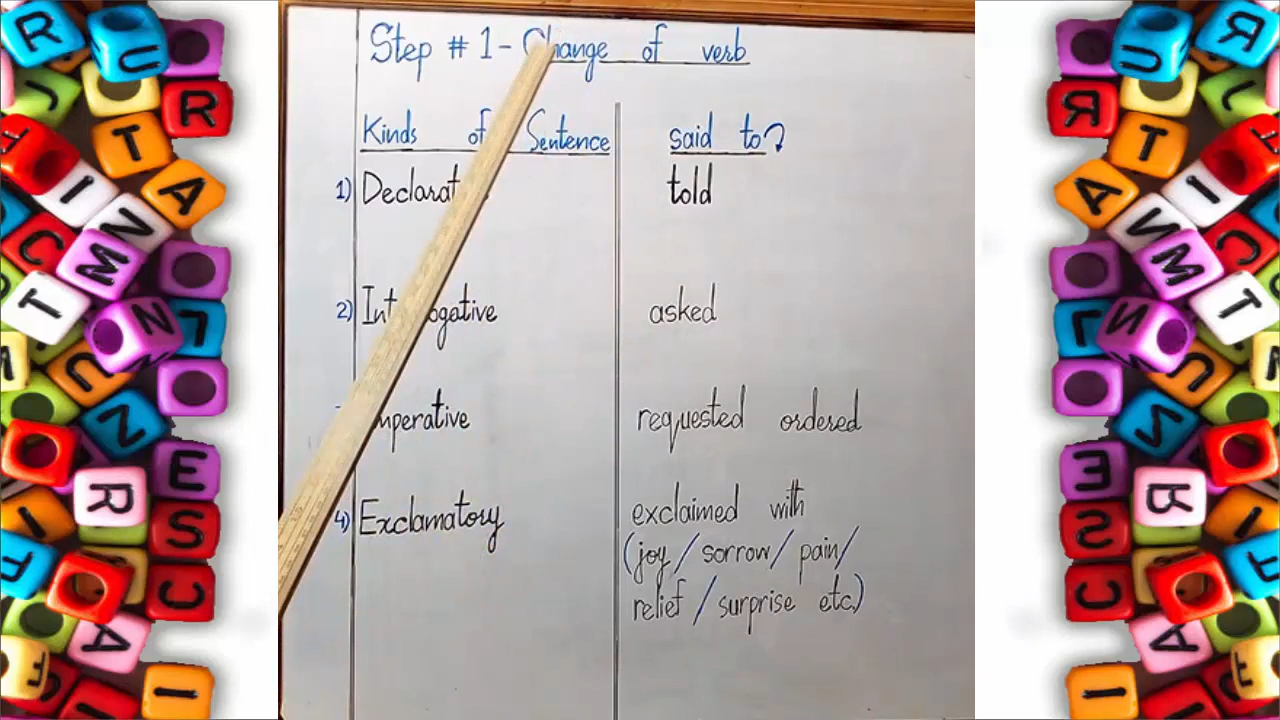 Step # 1 - Change of verb
Kinds of Sentence
said to
1)
told
2)
asked
requested ordered
4) Exclamatory
exclaimed with
(joy / sorrow / pain/
relief / surprise etc.)